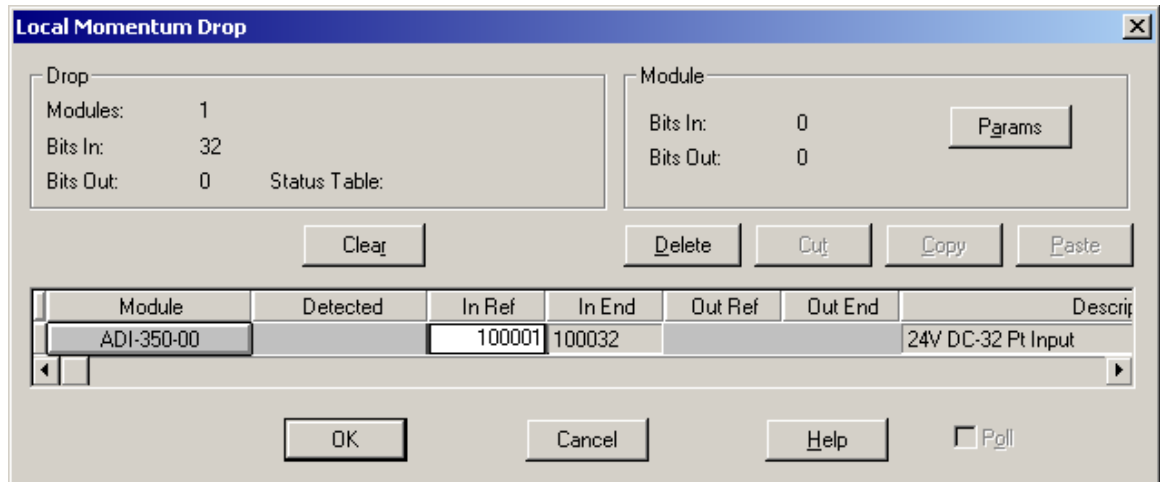 Local Momentum Drop
Drop
Modules: 1
Bits In: 32
Bits Out: 0 Status Table:
Module
Bits In: 0
Bits Out: 0
Params
Clear Delete Cut Copy Paste
Module Detected In Ref In End Out Ref Out End Descrip
ADI-350-00 100001 100032 24V DC-32 Pt Input
OK Cancel Help Poll